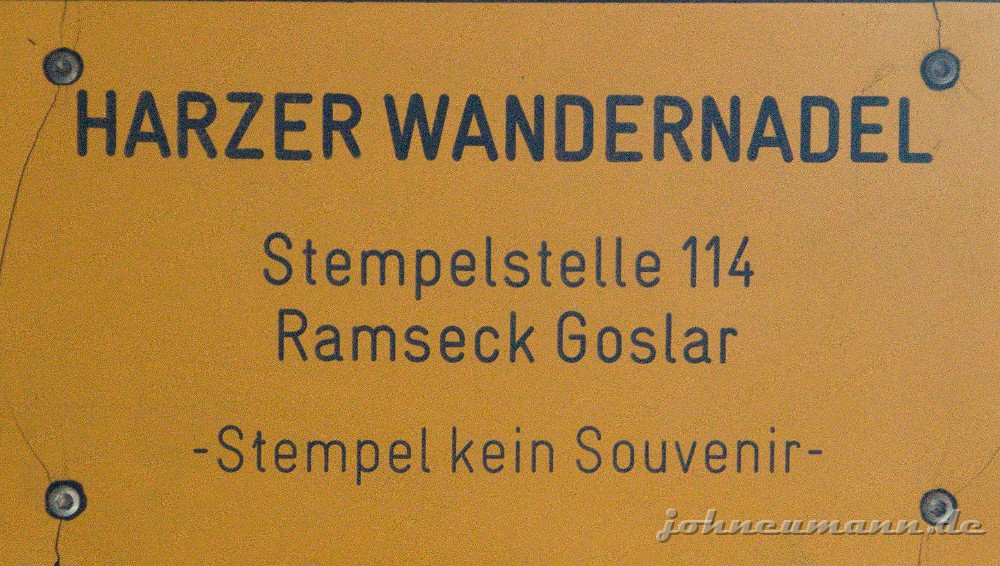 HARZER WANDERNADEL
Stempelstelle 114
Ramseck Goslar
-Stempel kein Souvenir-
johneumann.de